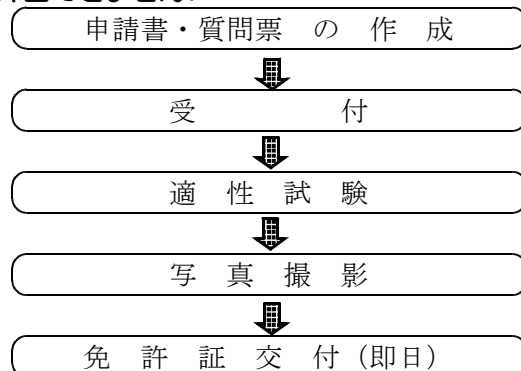 申請書・質問票 の 作 成
受 付
適 性 試 験
写 真 撮 影
免 許 証 交 付（即日）